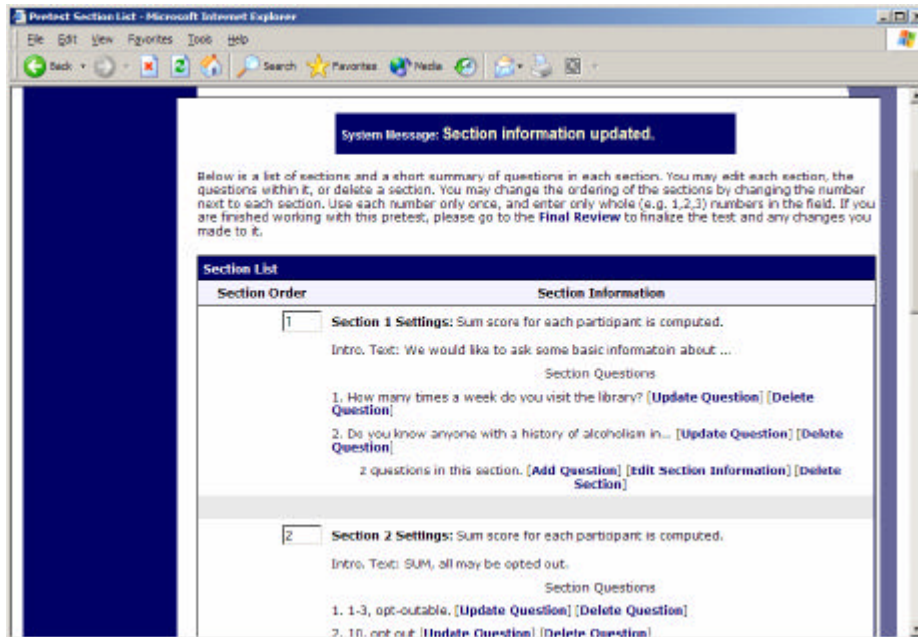 Pretest Section List - Microsoft Internet Explorer
File Edit View Favorites Tools Help
Back Search Favorites Media
System Message: Section information updated.
Below is a list of sections and a short summary of questions in each section. You may edit each section, the
questions within it, or delete a section. You may change the ordering of the sections by changing the number
next to each section. Use each number only once, and enter only whole (e.g. 1,2,3) numbers in the field. If you
are finished working with this pretest, please go to the Final Review to finalize the test and any changes you
made to it.
Section List
Section Order Section Information
1 Section 1 Settings: Sum score for each participant is computed.
Intro. Text: We would like to ask some basic informatoin about ...
Section Questions
1. How many times a week do you visit the library? [Update Question] [Delete
Question]
2. Do you know anyone with a history of alcoholism in... [Update Question] [Delete
Question]
2 questions in this section. [Add Question] [Edit Section Information] [Delete
Section]
2 Section 2 Settings: Sum score for each participant is computed.
Intro. Text: SUM, all may be opted out.
Section Questions
1. 1-3, opt-outable. [Update Question] [Delete Question]
2. 10, opt out [Update Question] [Delete Question]